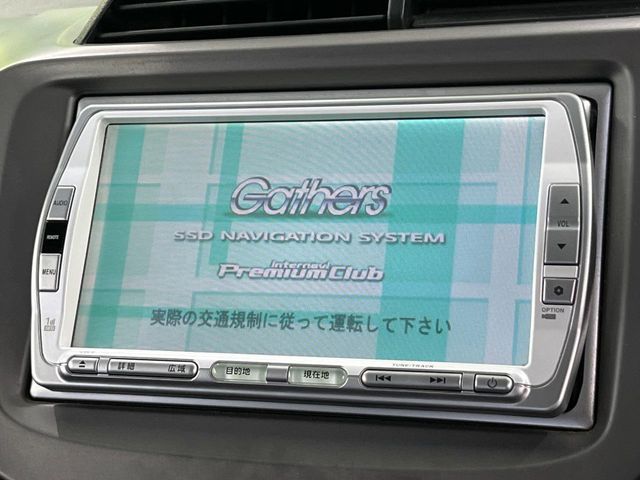 Gathers
SSD NAVIGATION SYSTEM
internavi
Premium Club
実際の交通規制に従って運転して下さい
AUDIO
MENU
VOL
OPTION
詳細 広域
目的地
現在地
TUNE/TRACK